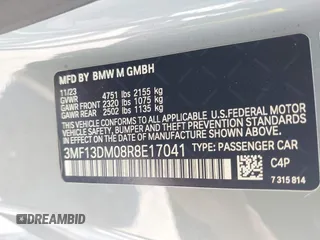 MFD BY BMW M GMBH
11/23
GVWR 4751 lbs 2155 kg
GAWR FRONT 2320 lbs 1075 kg
GAWR REAR 2502 lbs 1135 kg
THIS VEHICLE CONFORMS TO ALL APPLICABLE U.S. FEDERAL MOTOR
VEHICLE SAFETY, BUMPER, AND THEFT PREVENTION STANDARDS IN
EFFECT ON THE DATE OF MANUFACTURE SHOWN ABOVE.
3MF13DM08R8E17041 TYPE: PASSENGER CAR
C4P
7 315 814
DREAMBID